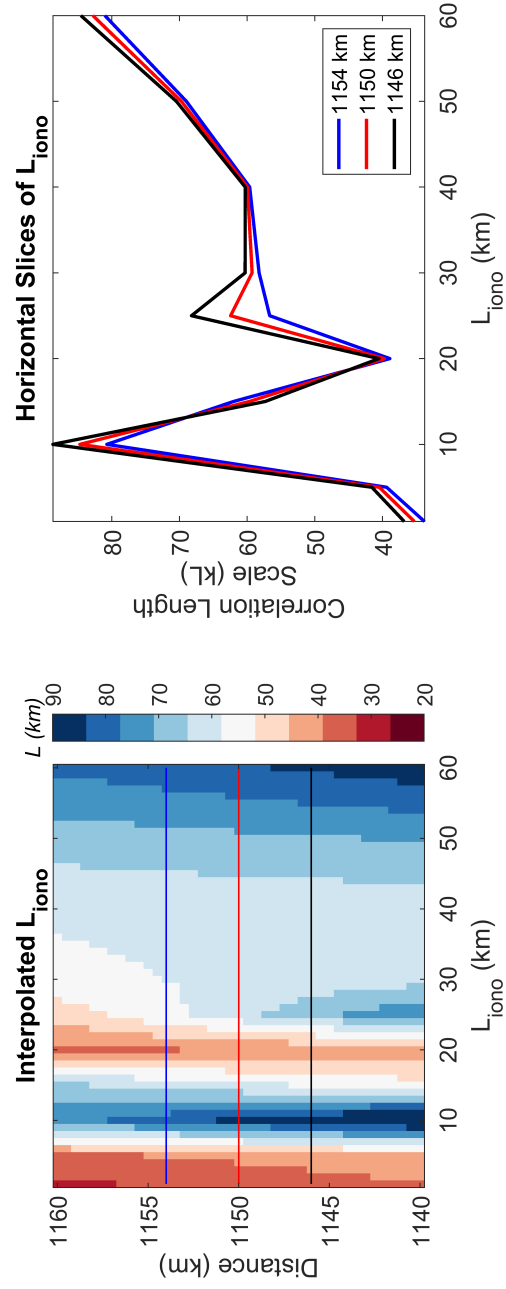 Interpolated L_iono
L (km)
1160
1155
1150
1145
1140
Distance (km)
10
20
30
40
50
60
L_iono (km)
90
80
70
60
50
40
30
20
Horizontal Slices of L_iono
80
70
60
50
40
Correlation Length
Scale (kL)
10
20
30
40
50
60
L_iono (km)
1154 km
1150 km
1146 km